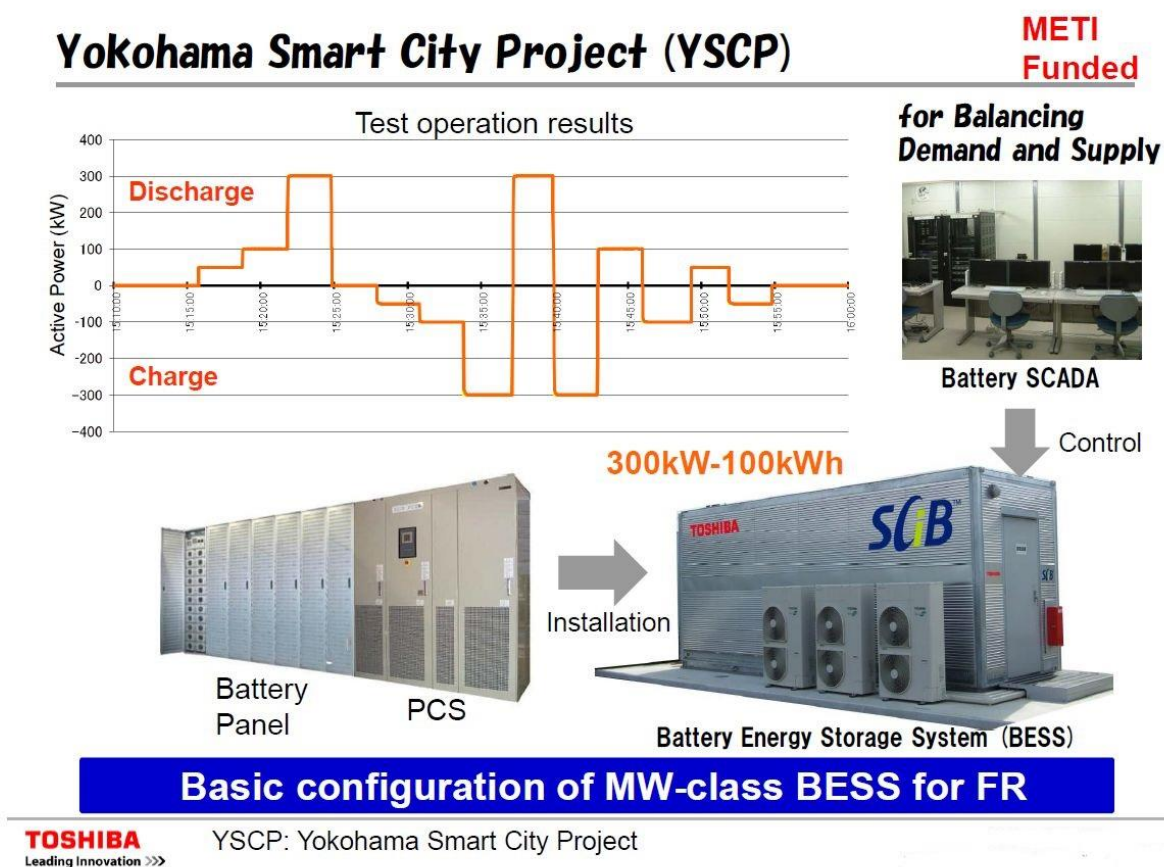 Yokohama Smart City Project (YSCP)
METI
Funded
Test operation results
for Balancing
Demand and Supply
Active Power (kW)
400
300
200
100
0
-100
-200
-300
-400
Discharge
Charge
15:10:00
15:15:00
15:20:00
15:25:00
15:30:00
15:35:00
15:40:00
15:45:00
15:50:00
15:55:00
16:00:00
Battery SCADA
Control
300kW-100kWh
TOSHIBA
SCiB™
TOSHIBA
SCiB
Installation
Battery
Panel
PCS
Battery Energy Storage System (BESS)
Basic configuration of MW-class BESS for FR
TOSHIBA
Leading Innovation >>>
YSCP: Yokohama Smart City Project